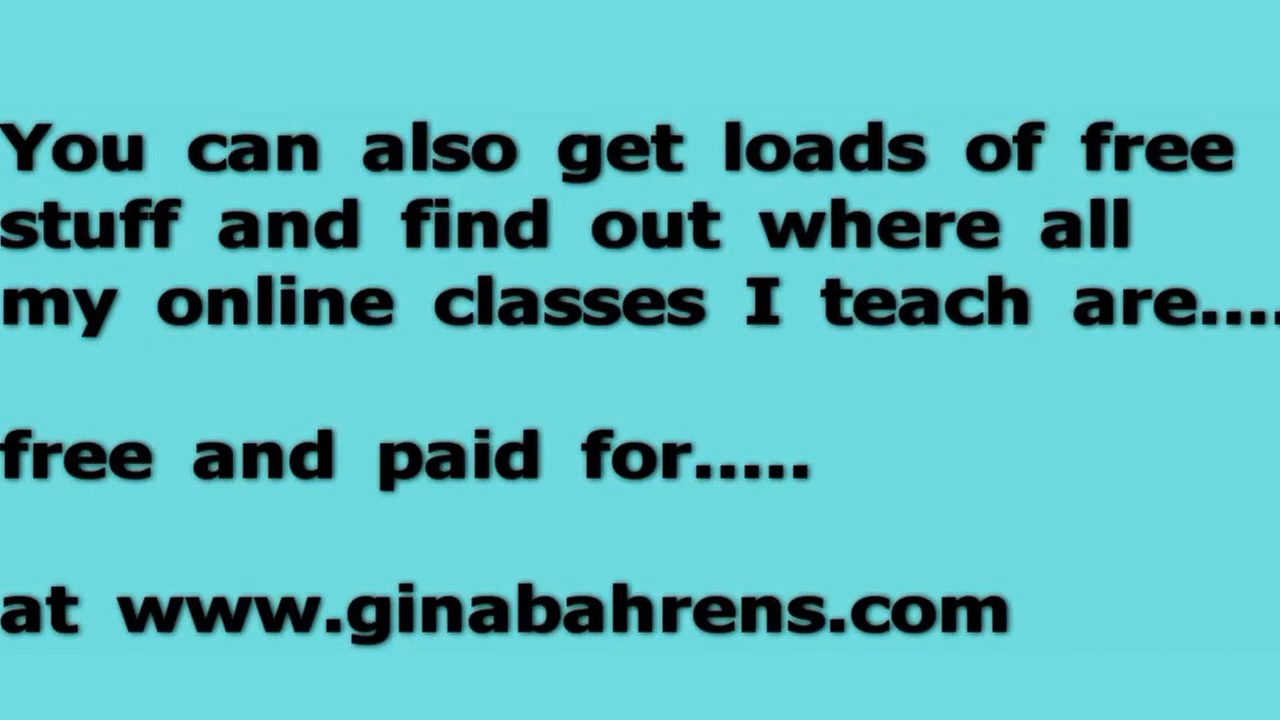 You can also get loads of free
stuff and find out where all
my online classes I teach are....
free and paid for.....
at www.ginabahrens.com